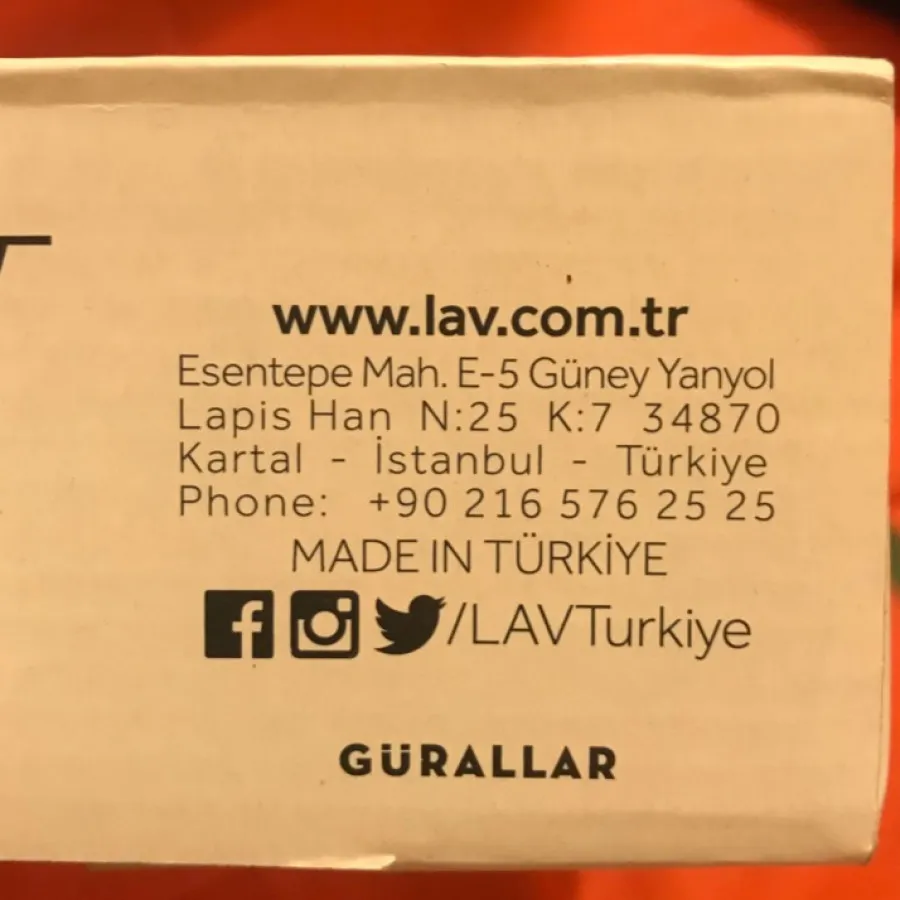 www.lav.com.tr
Esentepe Mah. E-5 Güney Yanyol
Lapis Han N:25 K:7 34870
Kartal - İstanbul - Türkiye
Phone: +90 216 576 25 25
MADE IN TÜRKİYE
/LAVTurkiye
GÜRALLAR